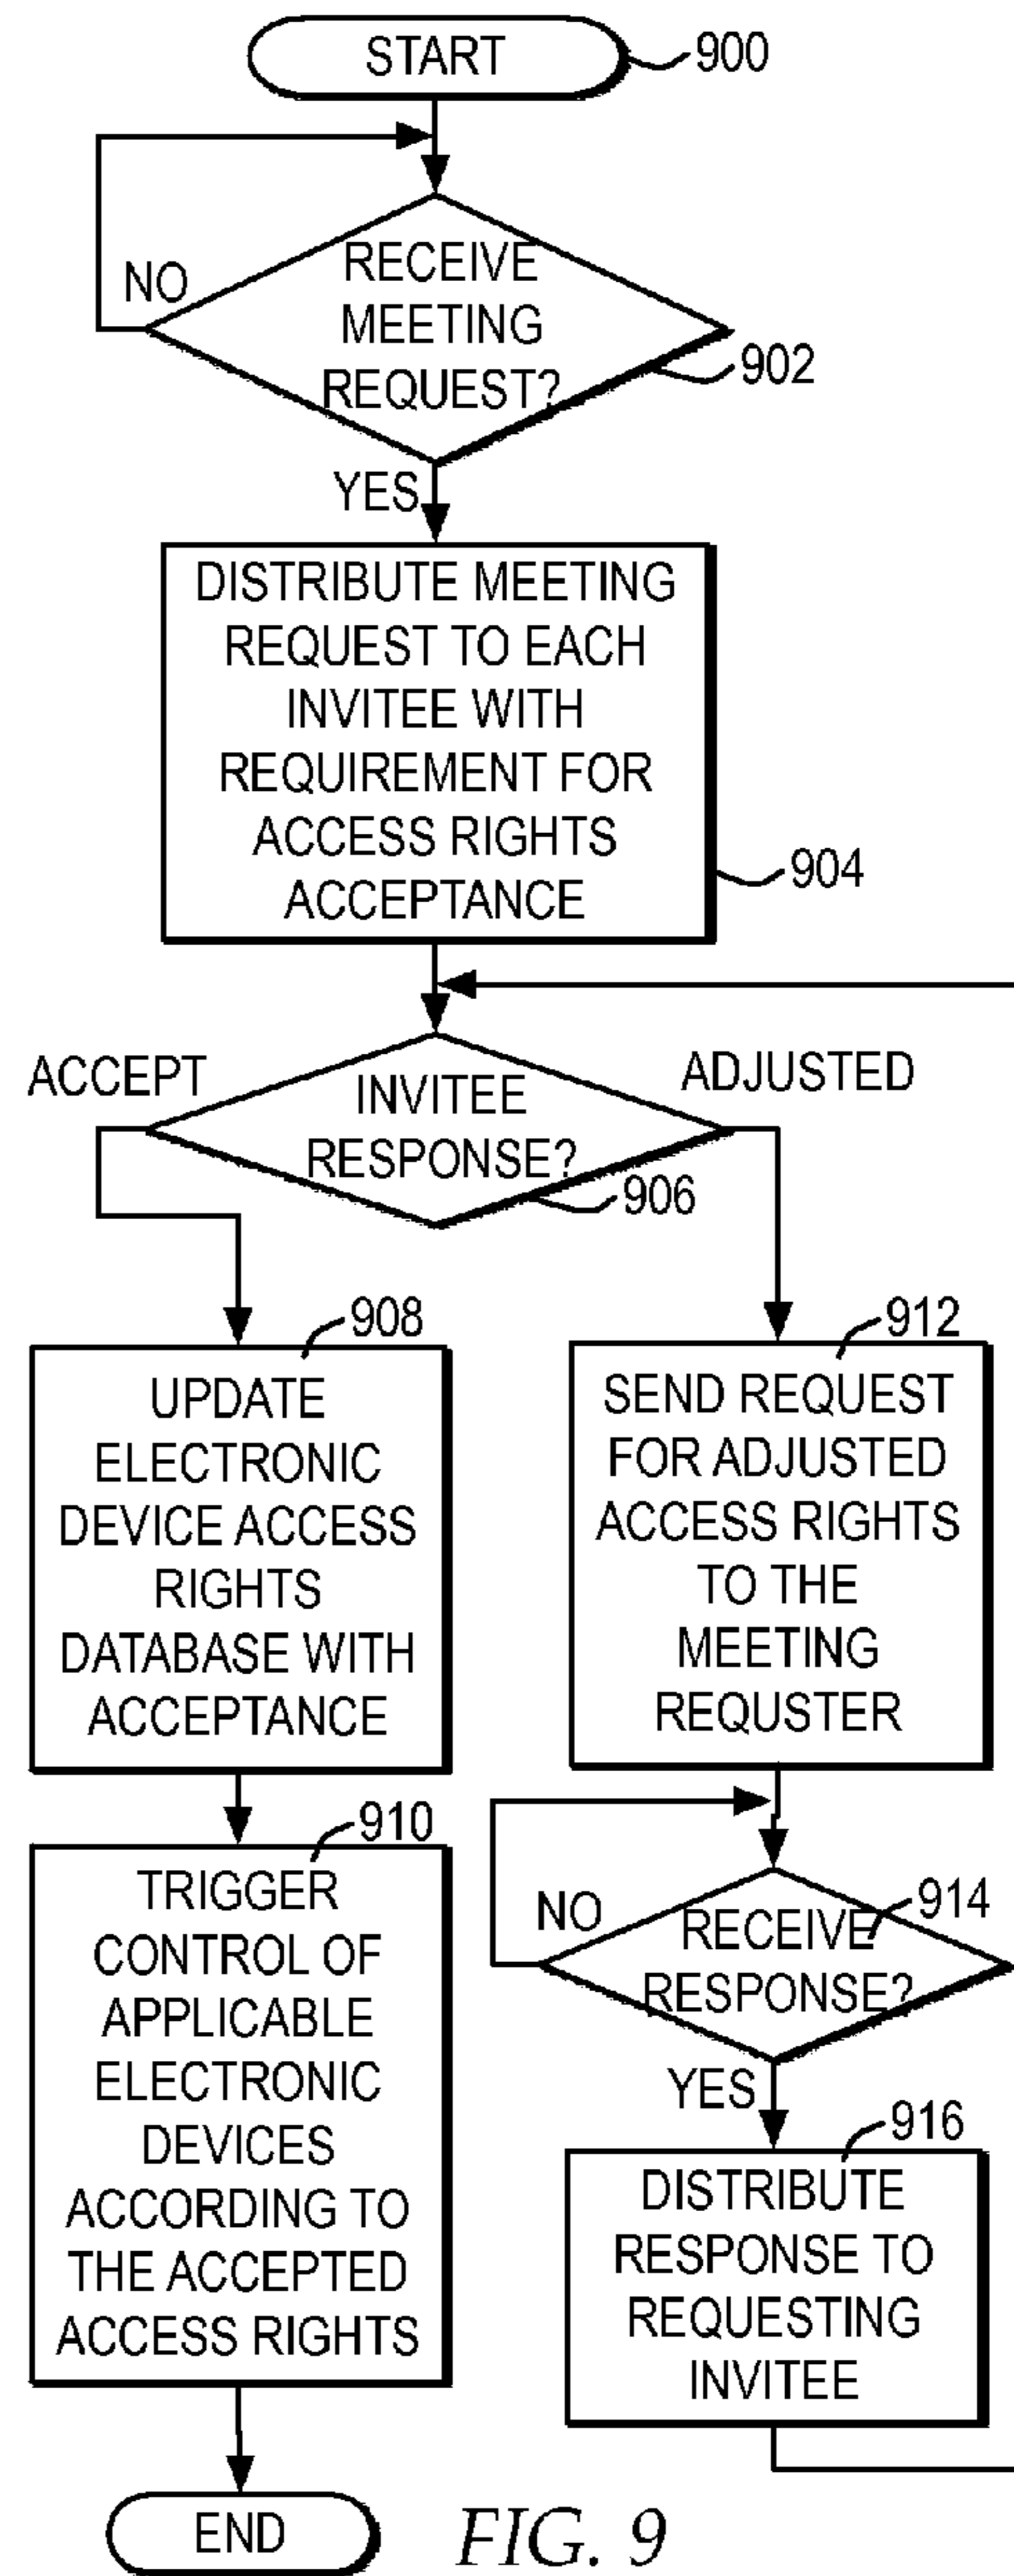 START
900
NO
RECEIVE
MEETING
REQUEST?
902
YES
DISTRIBUTE MEETING
REQUEST TO EACH
INVITEE WITH
REQUIREMENT FOR
ACCESS RIGHTS
ACCEPTANCE
904
ACCEPT
INVITEE
RESPONSE?
906
ADJUSTED
908
UPDATE
ELECTRONIC
DEVICE ACCESS
RIGHTS
DATABASE WITH
ACCEPTANCE
910
TRIGGER
CONTROL OF
APPLICABLE
ELECTRONIC
DEVICES
ACCORDING TO
THE ACCEPTED
ACCESS RIGHTS
END
912
SEND REQUEST
FOR ADJUSTED
ACCESS RIGHTS
TO THE
MEETING
REQUSTER
NO
RECEIVE
RESPONSE?
914
YES
916
DISTRIBUTE
RESPONSE TO
REQUESTING
INVITEE
FIG. 9